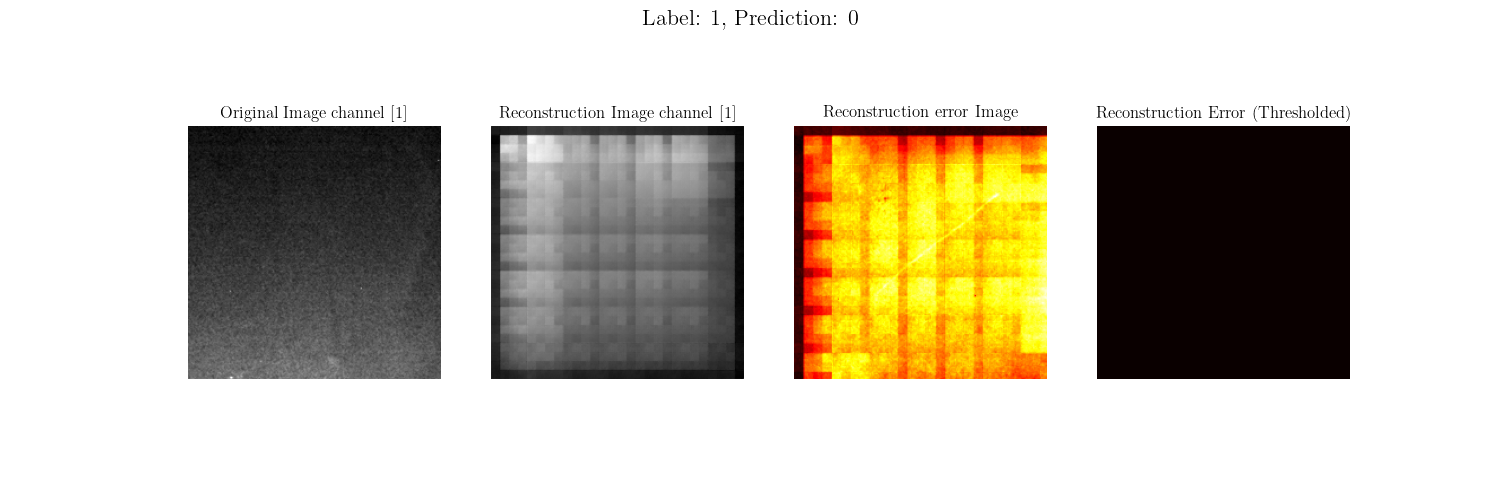 Label: 1, Prediction: 0
Original Image channel [1]
Reconstruction Image channel [1]
Reconstruction error Image
Reconstruction Error (Thresholded)